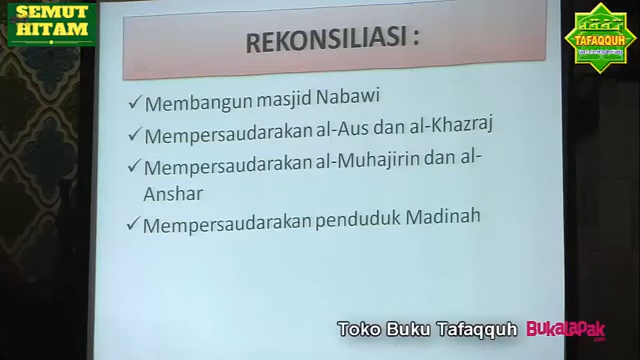 SEMUT
HITAM
TAFAQQUH
REKONSILIASI :
✓Membangun masjid Nabawi
✓Mempersaudarakan al-Aus dan al-Khazraj
✓Mempersaudarakan al-Muhajirin dan al-
Anshar
✓Mempersaudarakan penduduk Madinah
Toko Buku Tafaqquh BukalapaK
.com